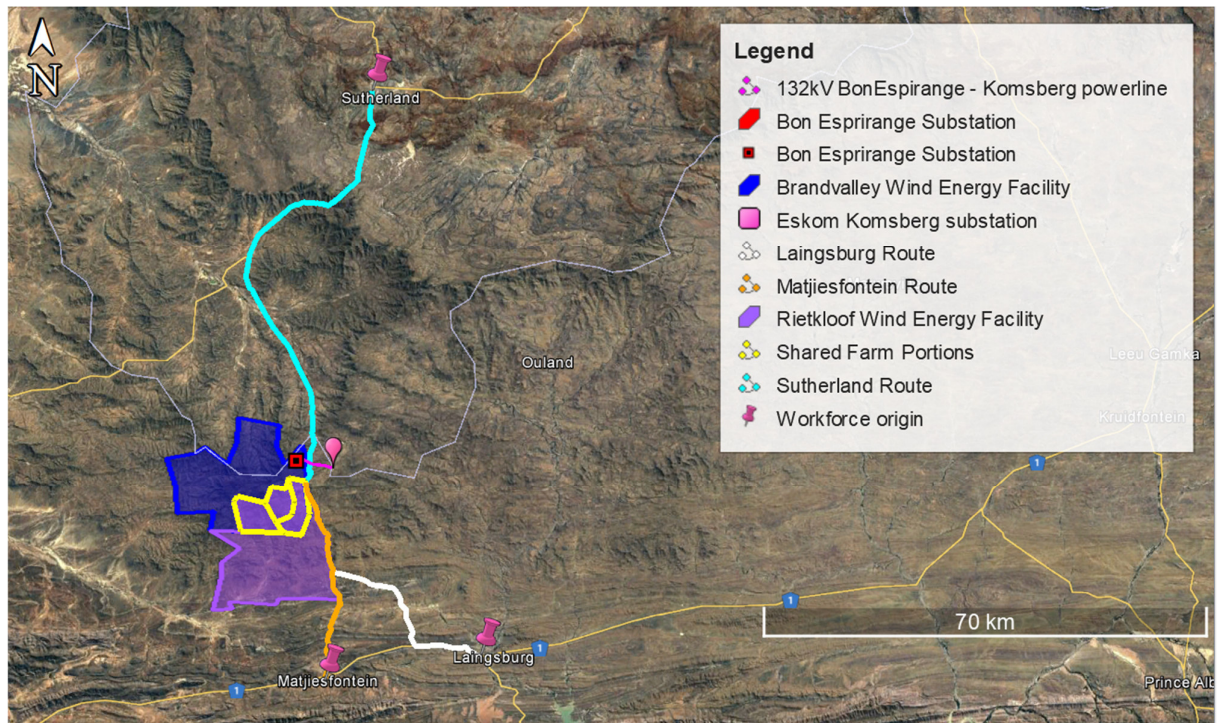 N
Sutherland
Legend
132kV BonEspirange - Komsberg powerline
Bon Esprirange Substation
Bon Esprirange Substation
Brandvalley Wind Energy Facility
Eskom Komsberg substation
Laingsburg Route
Matjiesfontein Route
Rietkloof Wind Energy Facility
Shared Farm Portions
Sutherland Route
Workforce origin
Ouland
Leeu Gamka
Kruidfontein
1
1
70 km
1
Laingsburg
Matjiesfontein
1
Prince Alb